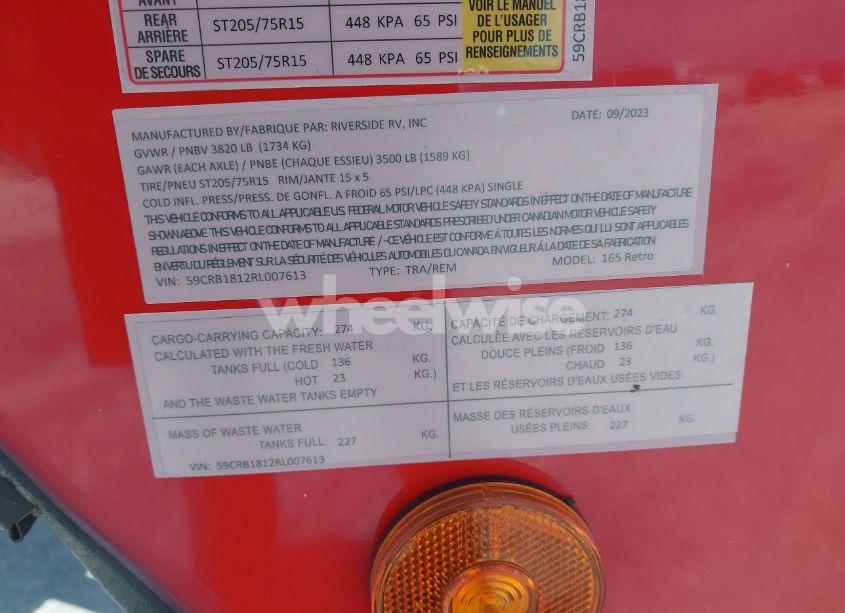 AVANT
REAR
ARRIÈRE
ST205/75R15
448 KPA 65 PSI
SPARE
DE SECOURS
ST205/75R15
448 KPA 65 PSI
VOIR LE MANUEL
DE L'USAGER
POUR PLUS DE
RENSEIGNEMENTS
59CRB18
MANUFACTURED BY/FABRIQUE PAR: RIVERSIDE RV, INC
DATE: 09/2023
GVWR / PNBV 3820 LB (1734 KG)
GAWR (EACH AXLE) / PNBE (CHAQUE ESSIEU) 3500 LB (1589 KG)
TIRE/PNEU ST205/75R15 RIM/JANTE 15 x 5
COLD INFL. PRESS/PRESS. DE GONFL. A FROID 65 PSI/LPC (448 KPA) SINGLE
THIS VEHICLE CONFORMS TO ALL APPLICABLE U.S. FEDERAL MOTOR VEHICLE SAFETY STANDARDS IN EFFECT ON THE DATE OF MANUFACTURE
SHOWN ABOVE THIS VEHICLE CONFORMS TO ALL APPLICABLE STANDARDS PRESCRIBED UNDER CANADIAN MOTOR VEHICLE SAFETY
REGULATIONS IN EFFECT ON THE DATE OF MANUFACTURE / -CE VÉHICULE EST CONFORME À TOUTES LES NORMES QUI LUI SONT APPLICABLES
EN VERTU DU RÈGLEMENT SUR LA SÉCURITÉ DES VÉHICULES AUTOMOBILES DU CANADA EN VIGUEUR À LA DATE DE SA FABRICATION
VIN: 59CRB1812RL007613
TYPE: TRA/REM
MODEL: 165 Retro
wheelwise
CARGO-CARRYING CAPACITY: 274 KG.
CALCULATED WITH THE FRESH WATER
TANKS FULL (COLD 136 KG.
HOT 23 KG.)
AND THE WASTE WATER TANKS EMPTY
CAPACITÉ DE CHARGEMENT: 274 KG.
CALCULÉE AVEC LES RÉSERVOIRS D'EAU
DOUCE PLEINS (FROID 136 KG.
CHAUD 23 KG.)
ET LES RÉSERVOIRS D'EAUX USÉES VIDES.
MASS OF WASTE WATER
TANKS FULL: 227 KG.
VIN: 59CRB1812RL007613
MASSE DES RÉSERVOIRS D'EAUX
USÉES PLEINS: 227 KG.